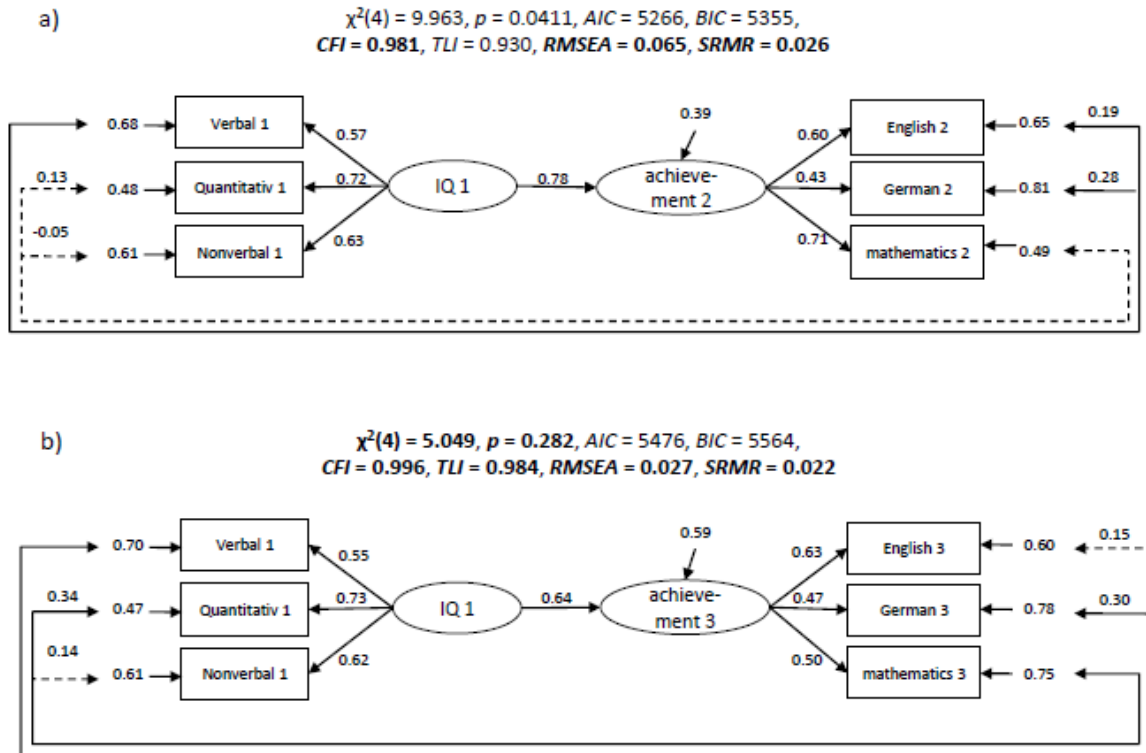 a)
χ²(4) = 9.963, p = 0.0411, AIC = 5266, BIC = 5355,
CFI = 0.981, TLI = 0.930, RMSEA = 0.065, SRMR = 0.026
0.68 Verbal 1 0.57 0.39 0.60 English 2 0.65 0.19
0.13 0.48 Quantitativ 1 0.72 IQ 1 0.78 achieve-
ment 2 0.43 German 2 0.81 0.28
-0.05 0.61 Nonverbal 1 0.63 0.71 mathematics 2 0.49
b)
χ²(4) = 5.049, p = 0.282, AIC = 5476, BIC = 5564,
CFI = 0.996, TLI = 0.984, RMSEA = 0.027, SRMR = 0.022
0.70 Verbal 1 0.55 0.59 0.63 English 3 0.60 0.15
0.34 0.47 Quantitativ 1 0.73 IQ 1 0.64 achieve-
ment 3 0.47 German 3 0.78 0.30
0.14 0.61 Nonverbal 1 0.62 0.50 mathematics 3 0.75